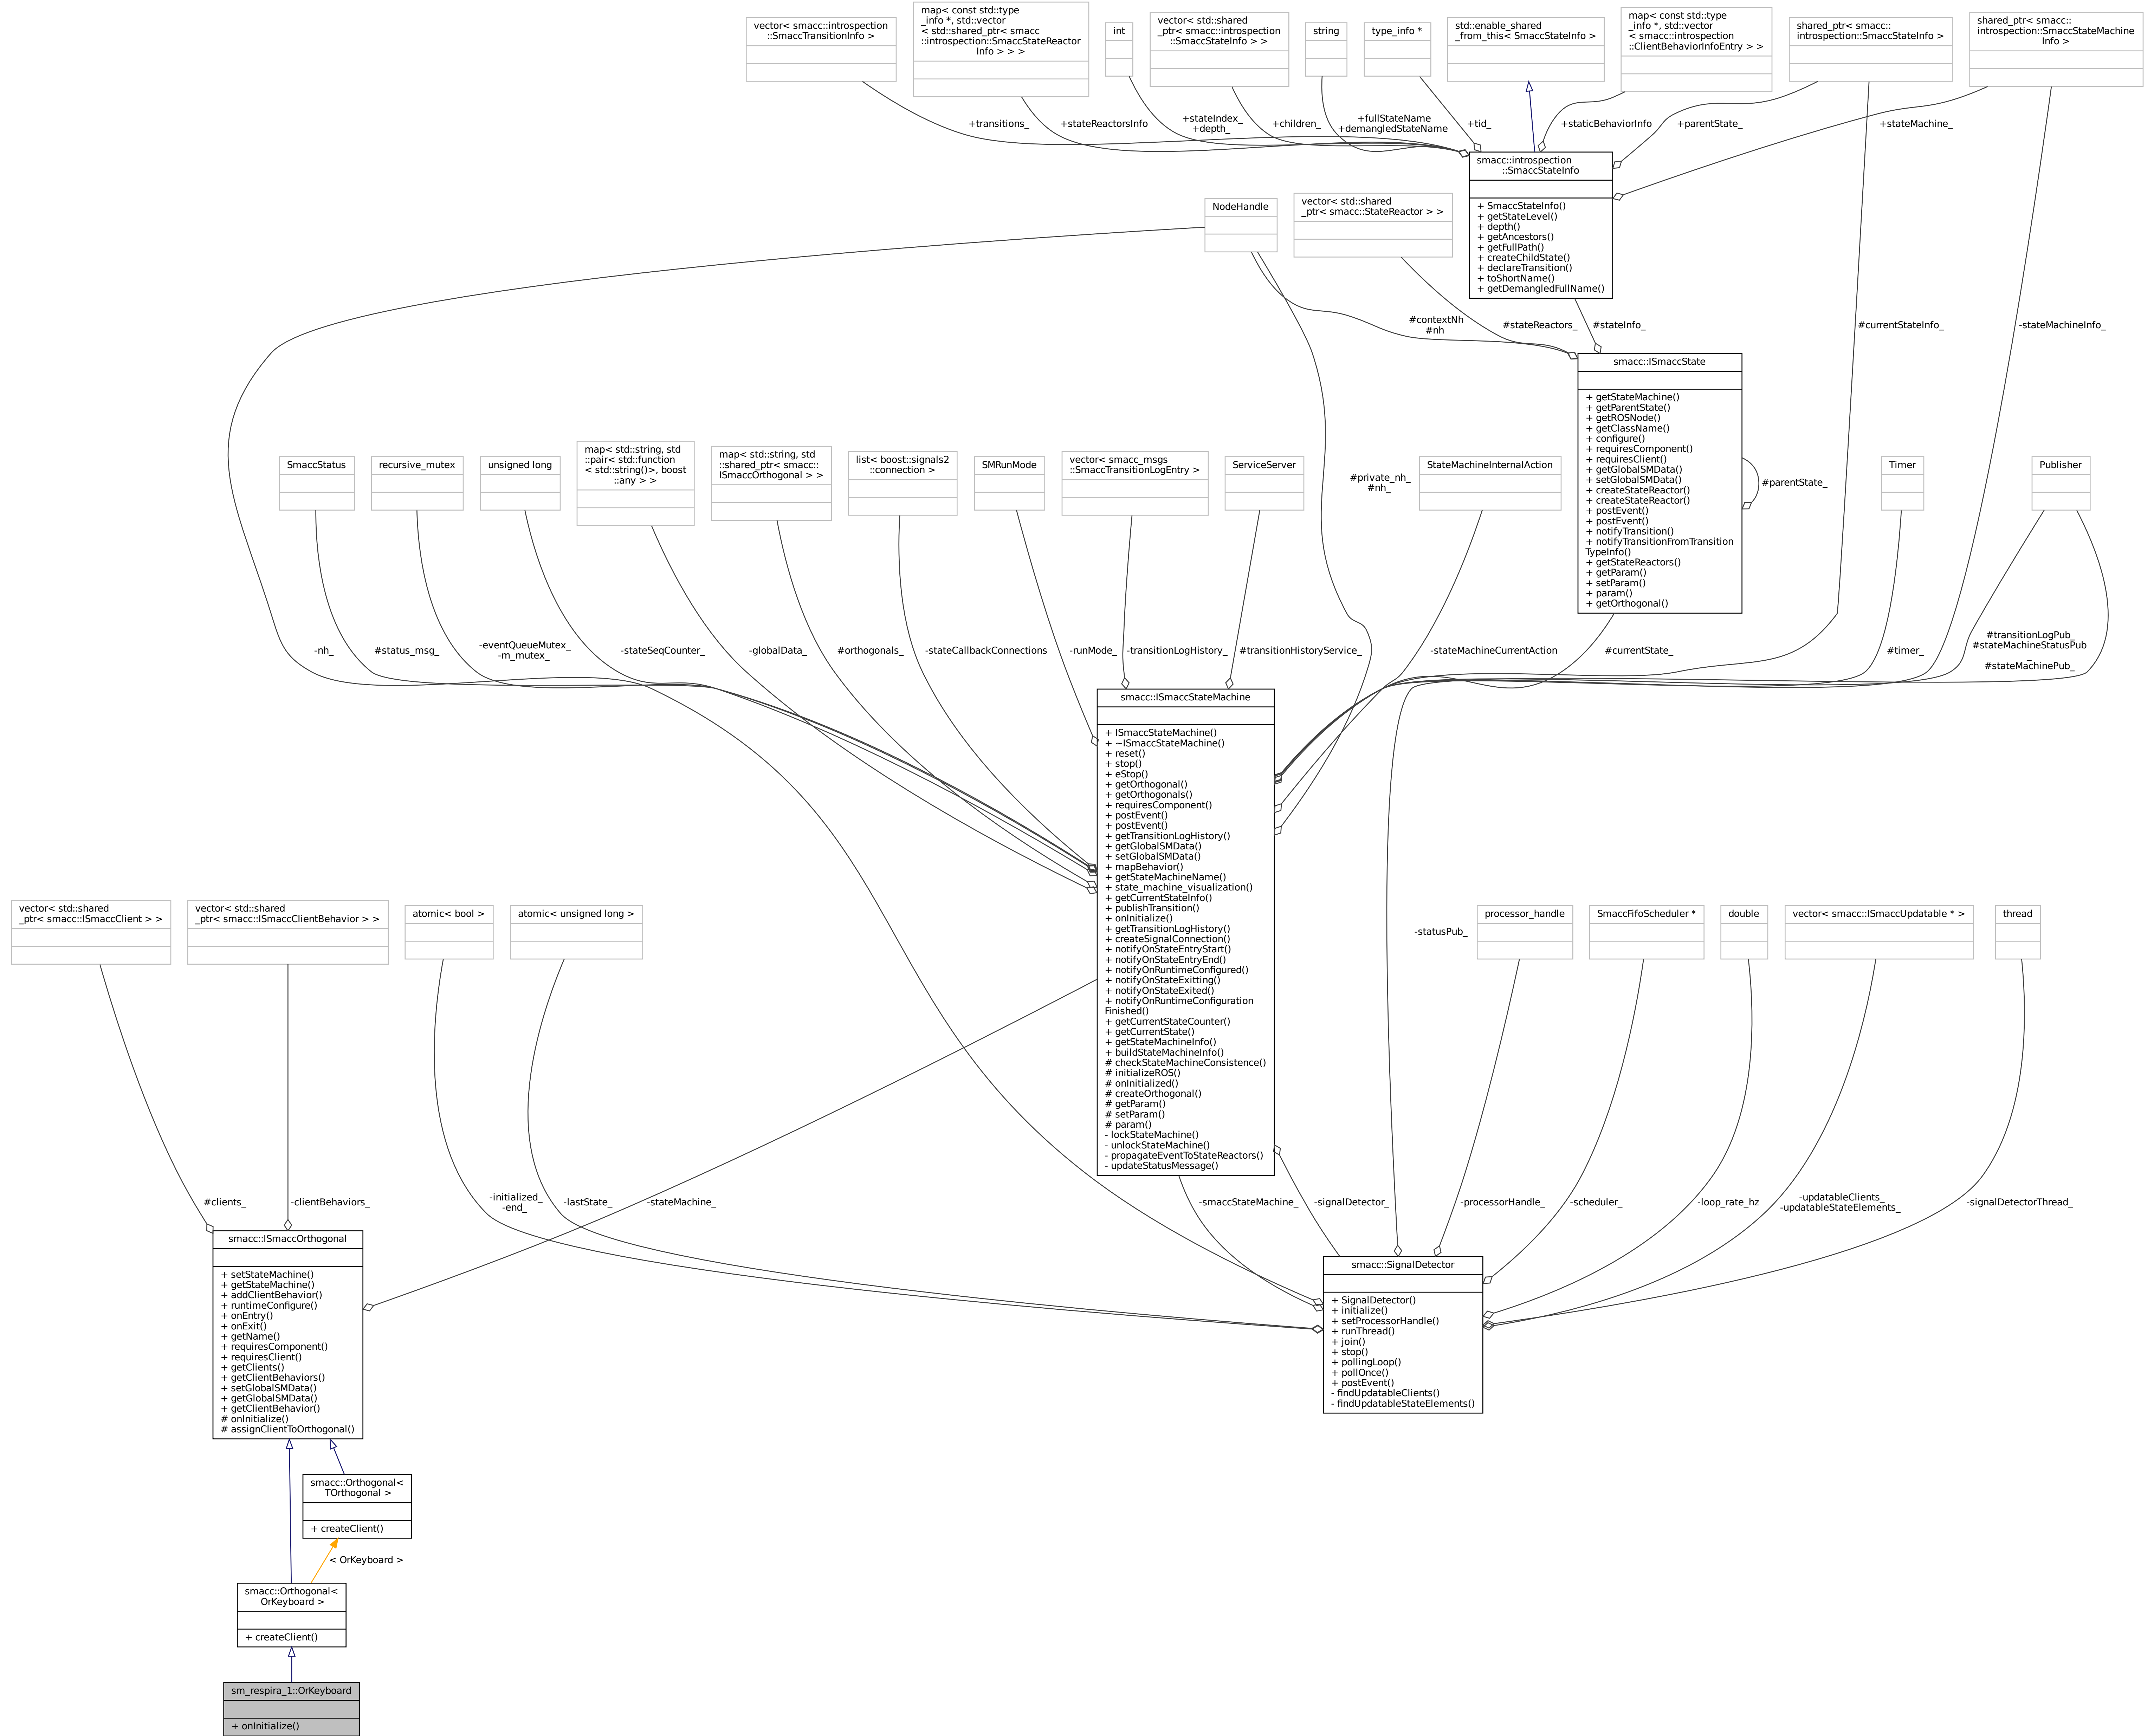 vector< smacc::introspection
::SmaccTransitionInfo >
map< const std::type
_info *, std::vector
< std::shared_ptr< smacc
::introspection::SmaccStateReactor
Info > > >
int
vector< std::shared
_ptr< smacc::introspection
::SmaccStateInfo > >
string
type_info *
std::enable_shared
_from_this< SmaccStateInfo >
map< const std::type
_info *, std::vector
< smacc::introspection
::ClientBehaviorInfoEntry > >
shared_ptr< smacc::
introspection::SmaccStateInfo >
shared_ptr< smacc::
introspection::SmaccStateMachine
Info >
+transitions_
+stateReactorsInfo
+stateIndex_
+depth_
+children_
+fullStateName
+demangledStateName
+tid_
+staticBehaviorInfo
+parentState_
+stateMachine_
smacc::introspection
::SmaccStateInfo
+ SmaccStateInfo()
+ getStateLevel()
+ depth()
+ getAncestors()
+ getFullPath()
+ createChildState()
+ declareTransition()
+ toShortName()
+ getDemangledFullName()
NodeHandle
vector< std::shared
_ptr< smacc::StateReactor > >
#contextNh
#nh
#stateReactors_
#stateInfo_
#currentStateInfo_
-stateMachineInfo_
smacc::ISmaccState
+ getStateMachine()
+ getParentState()
+ getROSNode()
+ getClassName()
+ configure()
+ requiresComponent()
+ requiresClient()
+ getGlobalSMData()
+ setGlobalSMData()
+ createStateReactor()
+ createStateReactor()
+ postEvent()
+ postEvent()
+ notifyTransition()
+ notifyTransitionFromTransition
TypeInfo()
+ getStateReactors()
+ getParam()
+ setParam()
+ param()
+ getOrthogonal()
#parentState_
SmaccStatus
recursive_mutex
unsigned long
map< std::string, std
::pair< std::function
< std::string()>, boost
::any > >
map< std::string, std
::shared_ptr< smacc::
ISmaccOrthogonal > >
list< boost::signals2
::connection >
SMRunMode
vector< smacc_msgs
::SmaccTransitionLogEntry >
ServiceServer
#private_nh_
#nh_
StateMachineInternalAction
Timer
Publisher
-nh_
#status_msg_
-eventQueueMutex_
-m_mutex_
-stateSeqCounter_
-globalData_
#orthogonals_
-stateCallbackConnections
-runMode_
-transitionLogHistory_
#transitionHistoryService_
-stateMachineCurrentAction
#currentState_
#timer_
#transitionLogPub_
#stateMachineStatusPub
_
#stateMachinePub_
smacc::ISmaccStateMachine
+ ISmaccStateMachine()
+ ~ISmaccStateMachine()
+ reset()
+ stop()
+ eStop()
+ getOrthogonal()
+ getOrthogonals()
+ requiresComponent()
+ postEvent()
+ postEvent()
+ getTransitionLogHistory()
+ getGlobalSMData()
+ setGlobalSMData()
+ mapBehavior()
+ getStateMachineName()
+ state_machine_visualization()
+ getCurrentStateInfo()
+ publishTransition()
+ onInitialize()
+ getTransitionLogHistory()
+ createSignalConnection()
+ notifyOnStateEntryStart()
+ notifyOnStateEntryEnd()
+ notifyOnRuntimeConfigured()
+ notifyOnStateExitting()
+ notifyOnStateExited()
+ notifyOnRuntimeConfiguration
Finished()
+ getCurrentStateCounter()
+ getCurrentState()
+ getStateMachineInfo()
+ buildStateMachineInfo()
# checkStateMachineConsistence()
# initializeROS()
# onInitialized()
# createOrthogonal()
# getParam()
# setParam()
# param()
- lockStateMachine()
- unlockStateMachine()
- propagateEventToStateReactors()
- updateStatusMessage()
vector< std::shared
_ptr< smacc::ISmaccClient > >
vector< std::shared
_ptr< smacc::ISmaccClientBehavior > >
atomic< bool >
atomic< unsigned long >
-statusPub_
processor_handle
SmaccFifoScheduler *
double
vector< smacc::ISmaccUpdatable * >
thread
#clients_
-clientBehaviors_
-initialized_
-end_
-lastState_
-stateMachine_
-smaccStateMachine_
-signalDetector_
-processorHandle_
-scheduler_
-loop_rate_hz
-updatableClients_
-updatableStateElements_
-signalDetectorThread_
smacc::ISmaccOrthogonal
+ setStateMachine()
+ getStateMachine()
+ addClientBehavior()
+ runtimeConfigure()
+ onEntry()
+ onExit()
+ getName()
+ requiresComponent()
+ requiresClient()
+ getClients()
+ getClientBehaviors()
+ setGlobalSMData()
+ getGlobalSMData()
+ getClientBehavior()
# onInitialize()
# assignClientToOrthogonal()
smacc::SignalDetector
+ SignalDetector()
+ initialize()
+ setProcessorHandle()
+ runThread()
+ join()
+ stop()
+ pollingLoop()
+ pollOnce()
+ postEvent()
- findUpdatableClients()
- findUpdatableStateElements()
smacc::Orthogonal<
TOrthogonal >
+ createClient()
< OrKeyboard >
smacc::Orthogonal<
OrKeyboard >
+ createClient()
sm_respira_1::OrKeyboard
+ onInitialize()